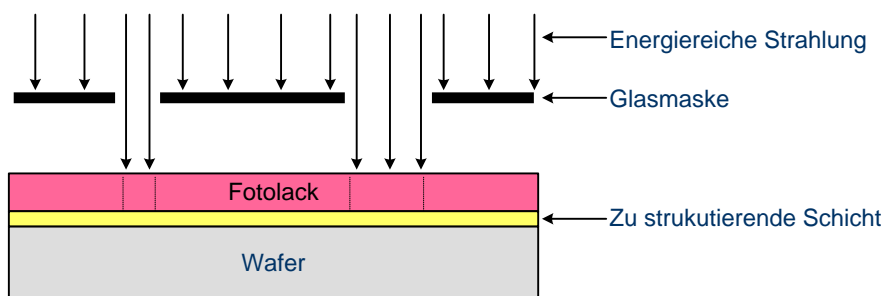 Energiereiche Strahlung
Glasmaske
Fotolack
Zu strukutierende Schicht
Wafer